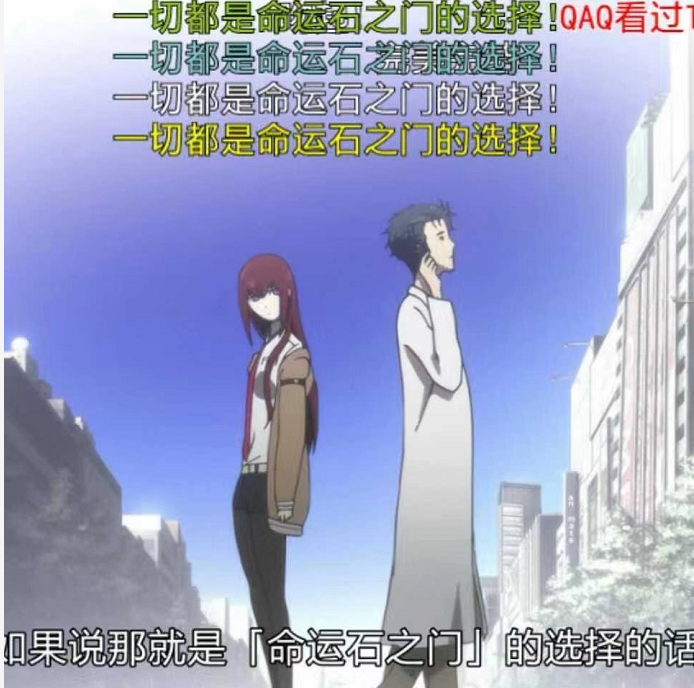 一切都是命运石之门的选择!QAQ看过
一切都是命运石之门的选择!
一切都是命运石之门的选择!
一切都是命运石之门的选择!
如果说那就是「命运石之门」的选择的话